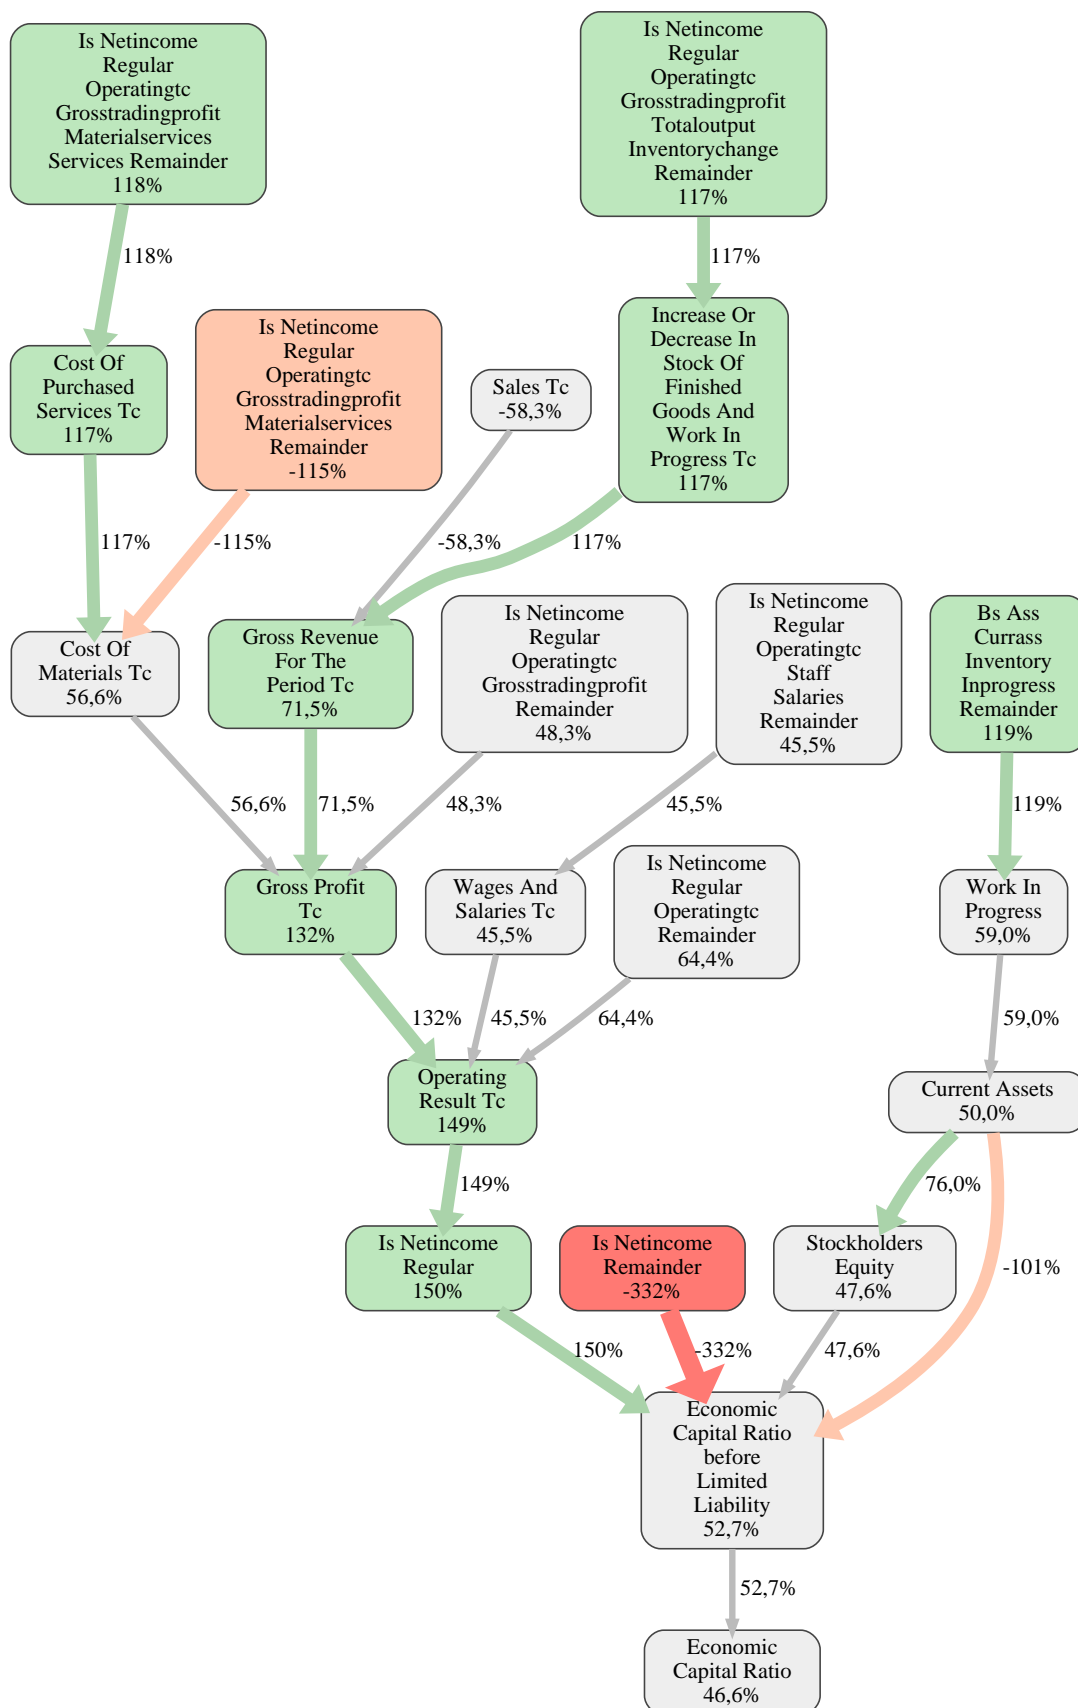 Is Netincome
Regular
Operatingtc
Grosstradingprofit
Materialservices
Services Remainder
118%
Is Netincome
Regular
Operatingtc
Grosstradingprofit
Totaloutput
Inventorychange
Remainder
117%
118%
117%
Cost Of
Purchased
Services Tc
117%
Is Netincome
Regular
Operatingtc
Grosstradingprofit
Materialservices
Remainder
-115%
Sales Tc
-58,3%
Increase Or
Decrease In
Stock Of
Finished
Goods And
Work In
Progress Tc
117%
117%
-115%
-58,3%
117%
Cost Of
Materials Tc
56,6%
Gross Revenue
For The
Period Tc
71,5%
Is Netincome
Regular
Operatingtc
Grosstradingprofit
Remainder
48,3%
Is Netincome
Regular
Operatingtc
Staff
Salaries
Remainder
45,5%
Bs Ass
Currass
Inventory
Inprogress
Remainder
119%
56,6%
71,5%
48,3%
45,5%
119%
Gross Profit
Tc
132%
Wages And
Salaries Tc
45,5%
Is Netincome
Regular
Operatingtc
Remainder
64,4%
Work In
Progress
59,0%
132%
45,5%
64,4%
59,0%
Operating
Result Tc
149%
Current Assets
50,0%
149%
76,0%
-101%
Is Netincome
Regular
150%
Is Netincome
Remainder
-332%
Stockholders
Equity
47,6%
150%
-332%
47,6%
Economic
Capital Ratio
before
Limited
Liability
52,7%
52,7%
Economic
Capital Ratio
46,6%